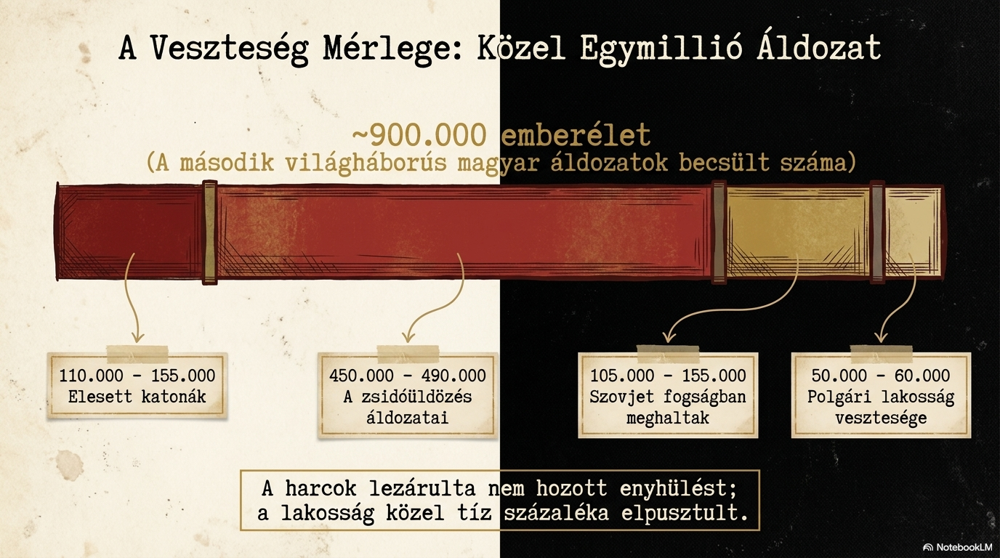 A Veszteség Mérlege: Közel Egymillió Áldozat
~900.000 emberélet
(A második világháborús magyar áldozatok becsült száma)
110.000 – 155.000
Elesett katonák
450.000 – 490.000
A zsidóüldözés
áldozatai
105.000 – 155.000
Szovjet fogságban
meghaltak
50.000 – 60.000
Polgári lakosság
vesztesége
A harcok lezárulta nem hozott enyhülést;
a lakosság közel tíz százaléka elpusztult.
NotebookLM